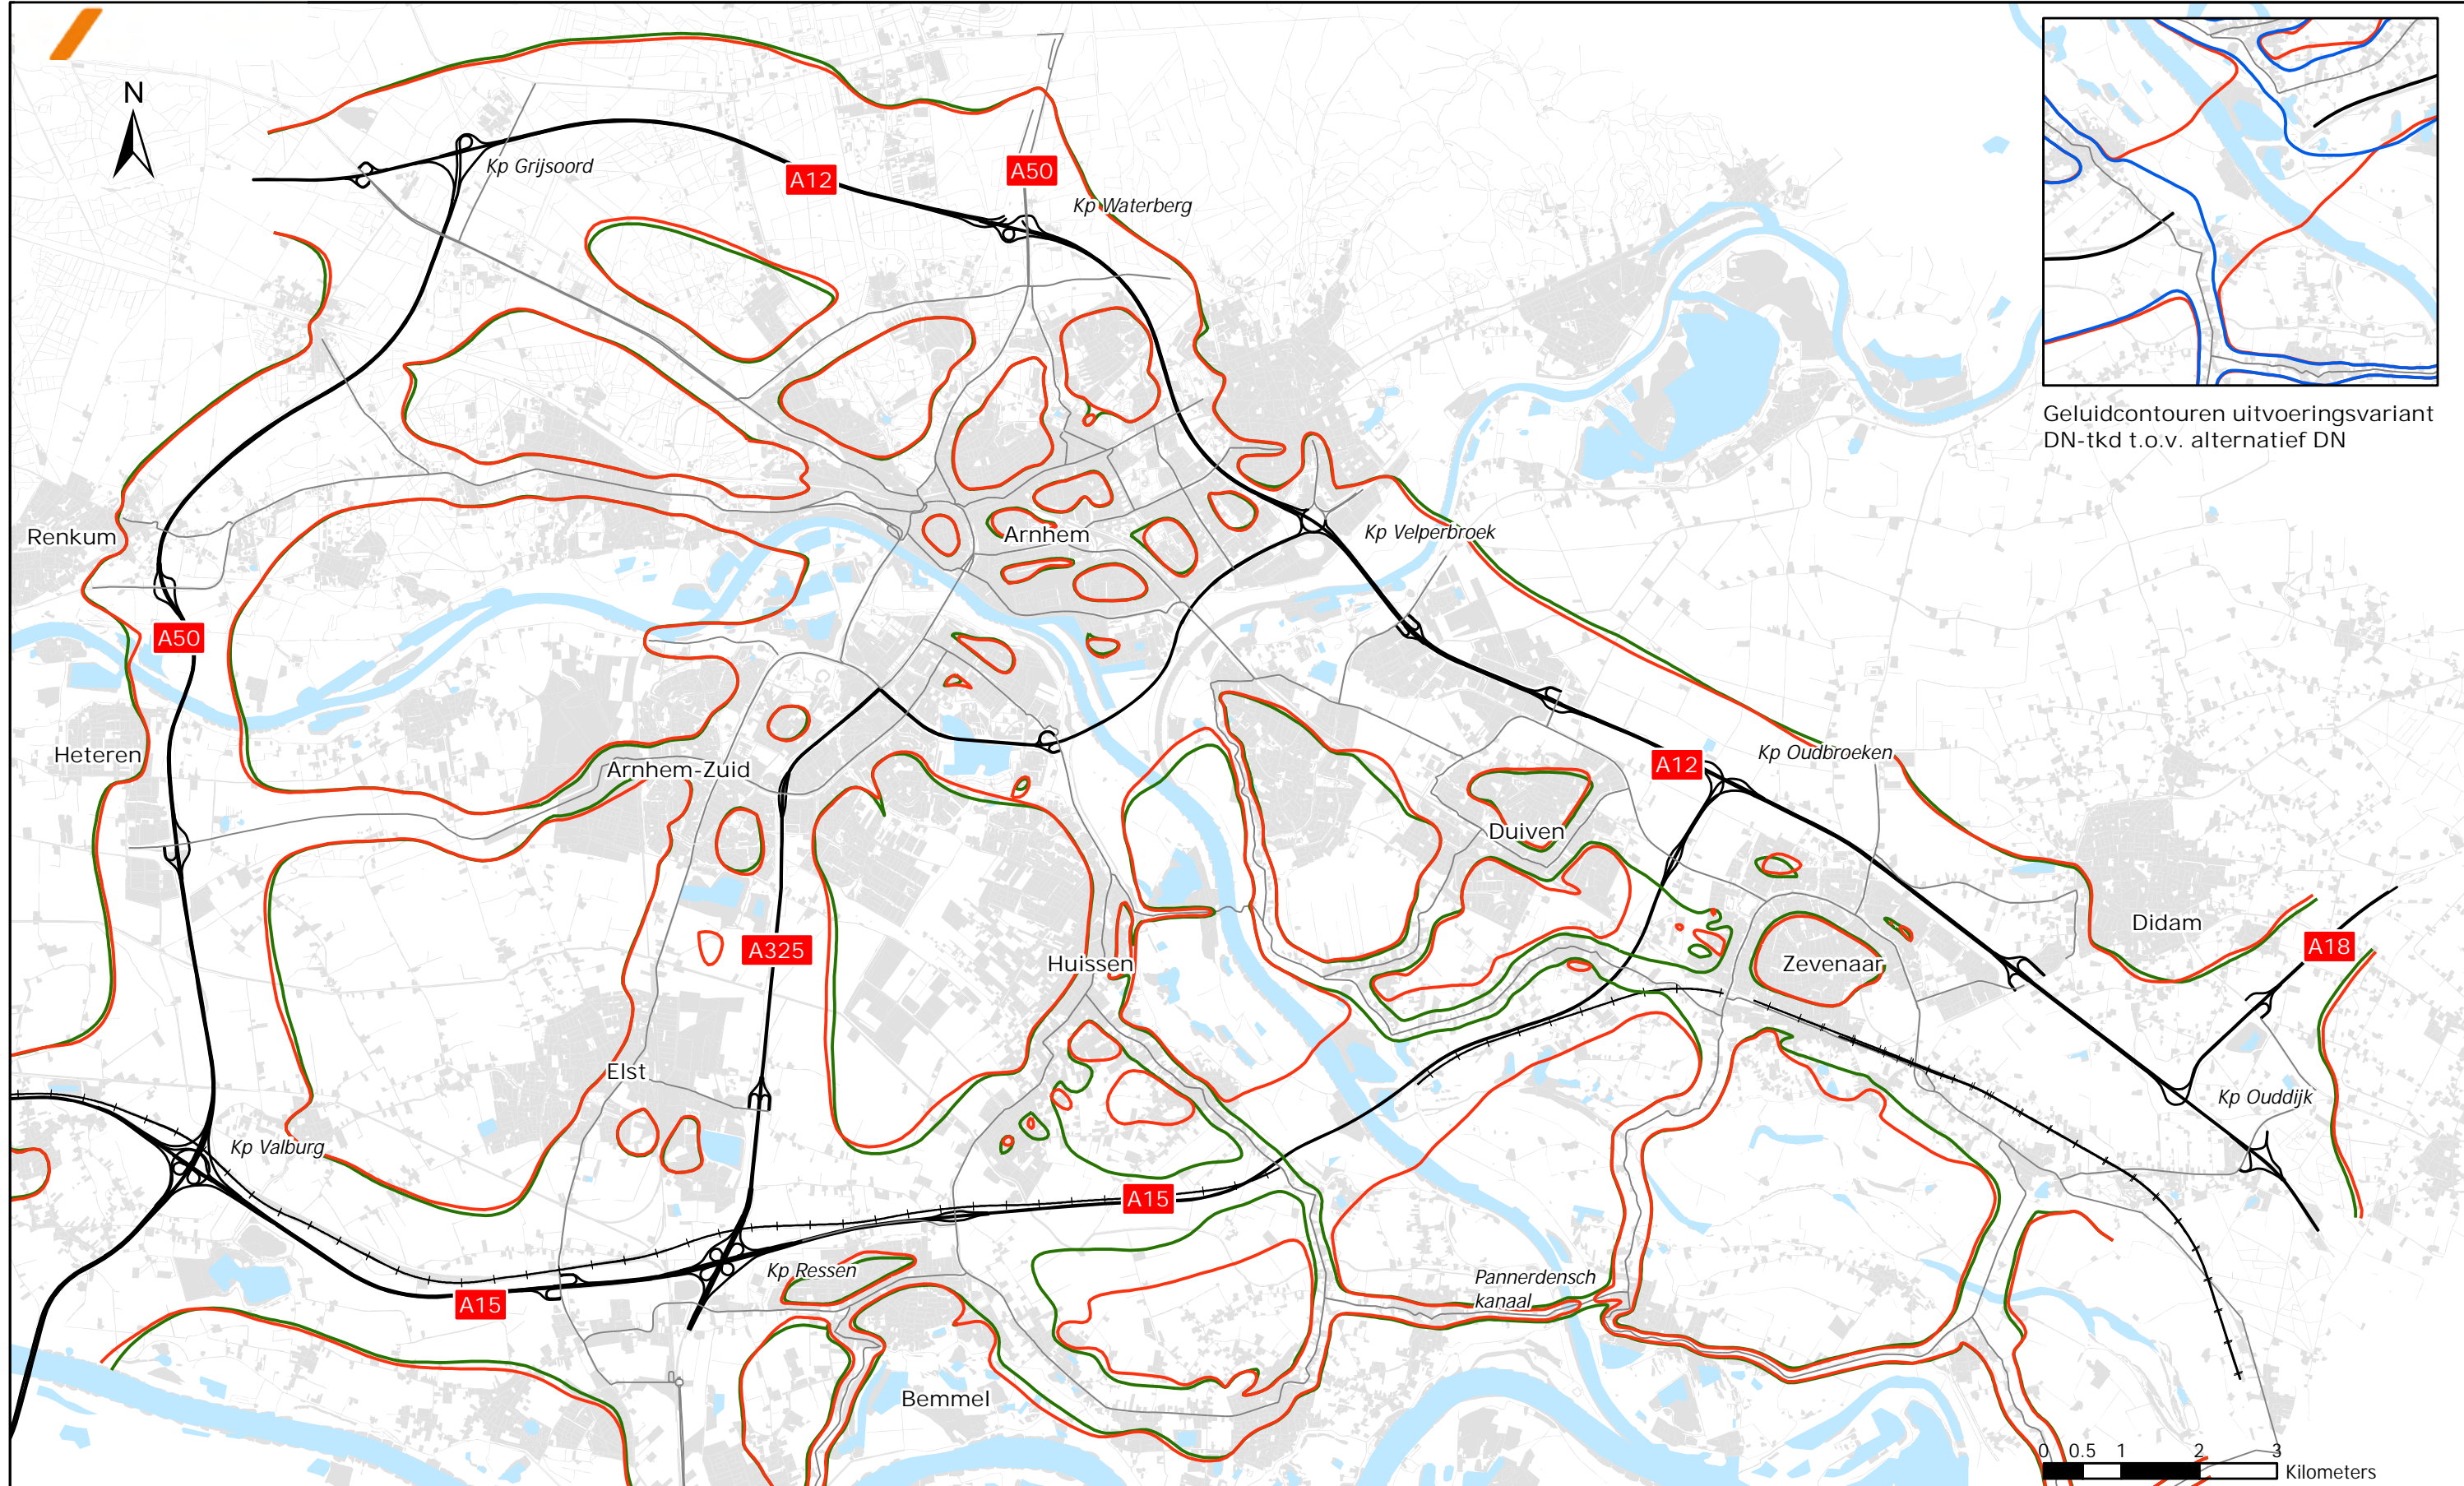 N
Kp Grijsoord
A12
A50
Kp Waterberg
Geluidcontouren uitvoeringsvariant
DN-tkd t.o.v. alternatief DN
Renkum
Arnhem
Kp Velperbroek
A50
Heteren
Arnhem-Zuid
A12
Kp Oudbroeken
Duiven
Didam
A325
Huissen
Zevenaar
A18
Elst
Kp Ouddijk
Kp Valburg
A15
Kp Ressen
Pannerdensch
kanaal
A15
Bemmel
0 0.5 1 2 3
Kilometers